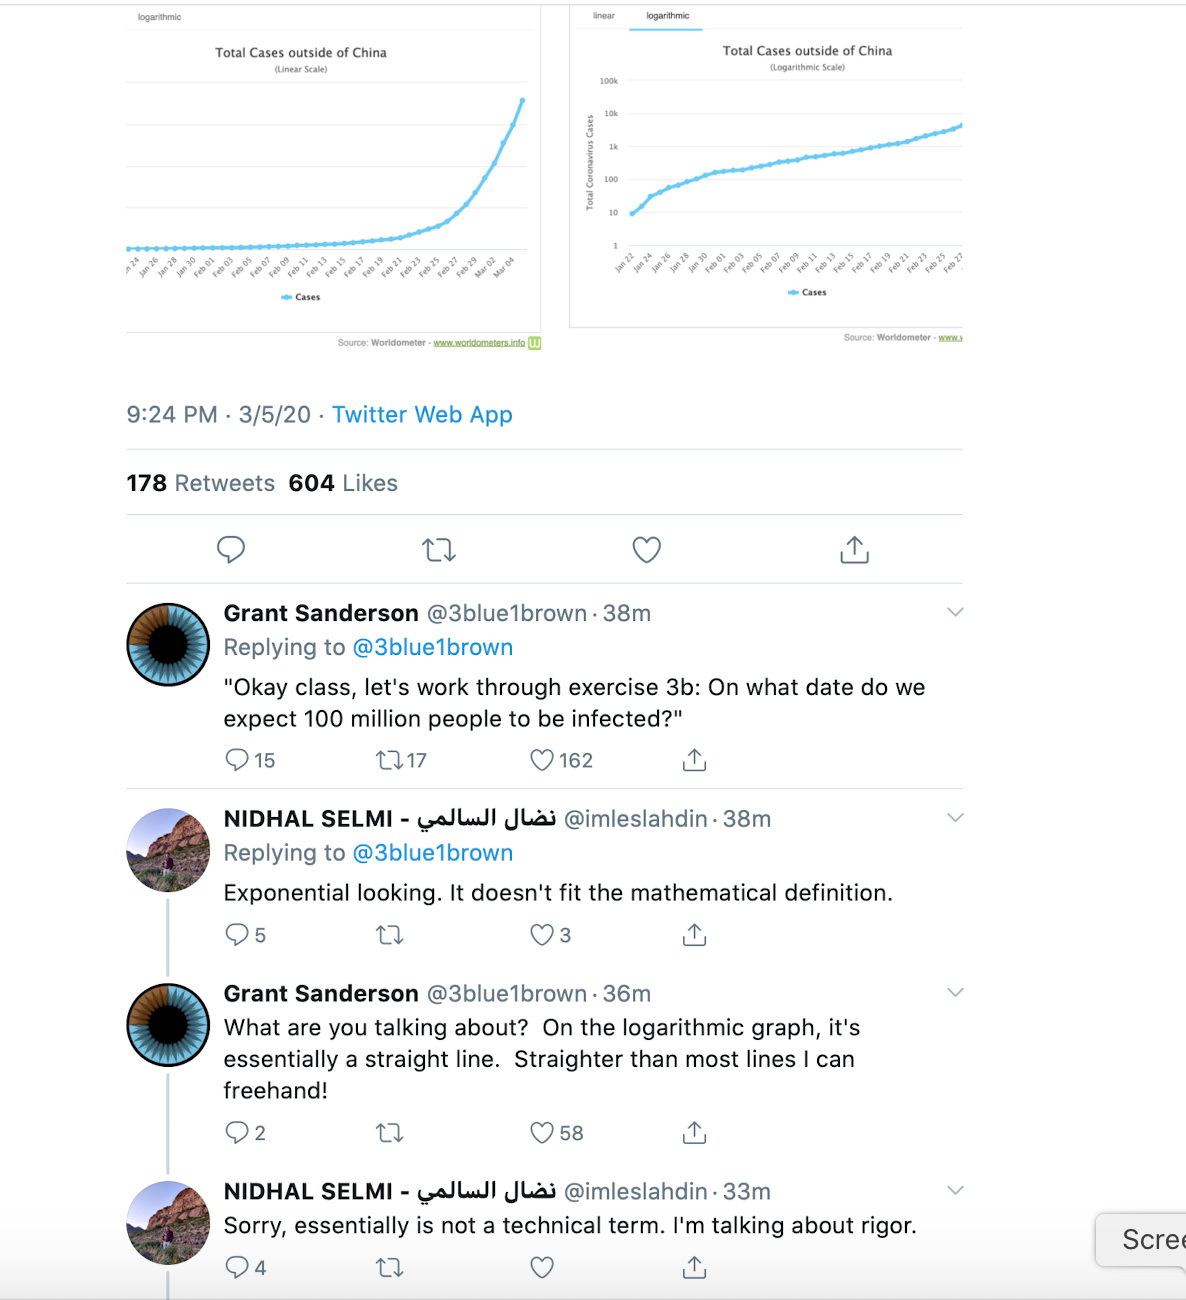 logarithmic
Total Cases outside of China
(Linear Scale)
24
Jan 26
Jan 28
Jan 30
Feb 01
Feb 03
Feb 05
Feb 07
Feb 09
Feb 11
Feb 13
Feb 15
Feb 17
Feb 19
Feb 21
Feb 23
Feb 25
Feb 27
Feb 29
Mar 02
Mar 04
Cases
Source: Worldometer - www.worldometers.info
linear logarithmic
Total Cases outside of China
(Logarithmic Scale)
Total Coronavirus Cases
100k
10k
1k
100
10
1
Jan 22
Jan 24
Jan 26
Jan 28
Jan 30
Feb 01
Feb 03
Feb 05
Feb 07
Feb 09
Feb 11
Feb 13
Feb 15
Feb 17
Feb 19
Feb 21
Feb 23
Feb 25
Feb 27
Cases
Source: Worldometer - www.
9:24 PM · 3/5/20 · Twitter Web App
178 Retweets 604 Likes
Grant Sanderson @3blue1brown · 38m
Replying to @3blue1brown
"Okay class, let's work through exercise 3b: On what date do we
expect 100 million people to be infected?"
15 17 162
NIDHAL SELMI - نضال السالمي @imleslahdin · 38m
Replying to @3blue1brown
Exponential looking. It doesn't fit the mathematical definition.
5 3
Grant Sanderson @3blue1brown · 36m
What are you talking about? On the logarithmic graph, it's
essentially a straight line. Straighter than most lines I can
freehand!
2 58
NIDHAL SELMI - نضال السالمي @imleslahdin · 33m
Sorry, essentially is not a technical term. I'm talking about rigor.
4
Scree